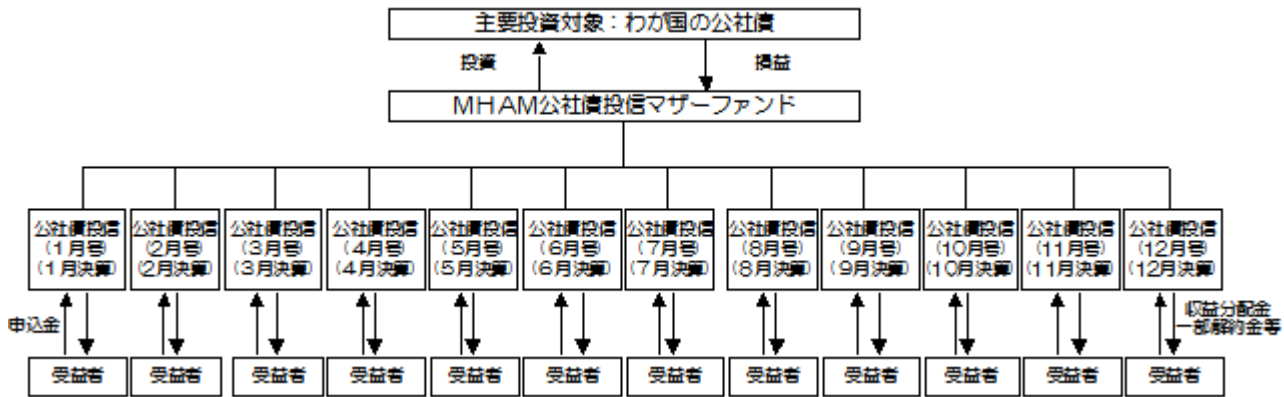 主要投資対象：わが国の公社債
投資
損益
ＭＨＡＭ公社債投信マザーファンド
公社債投信
(１月号)
(１月決算)
公社債投信
(２月号)
(２月決算)
公社債投信
(３月号)
(３月決算)
公社債投信
(４月号)
(４月決算)
公社債投信
(５月号)
(５月決算)
公社債投信
(６月号)
(６月決算)
公社債投信
(７月号)
(７月決算)
公社債投信
(８月号)
(８月決算)
公社債投信
(９月号)
(９月決算)
公社債投信
(10月号)
(10月決算)
公社債投信
(11月号)
(11月決算)
公社債投信
(12月号)
(12月決算)
申込金
収益分配金
一部解約金等
受益者
受益者
受益者
受益者
受益者
受益者
受益者
受益者
受益者
受益者
受益者
受益者